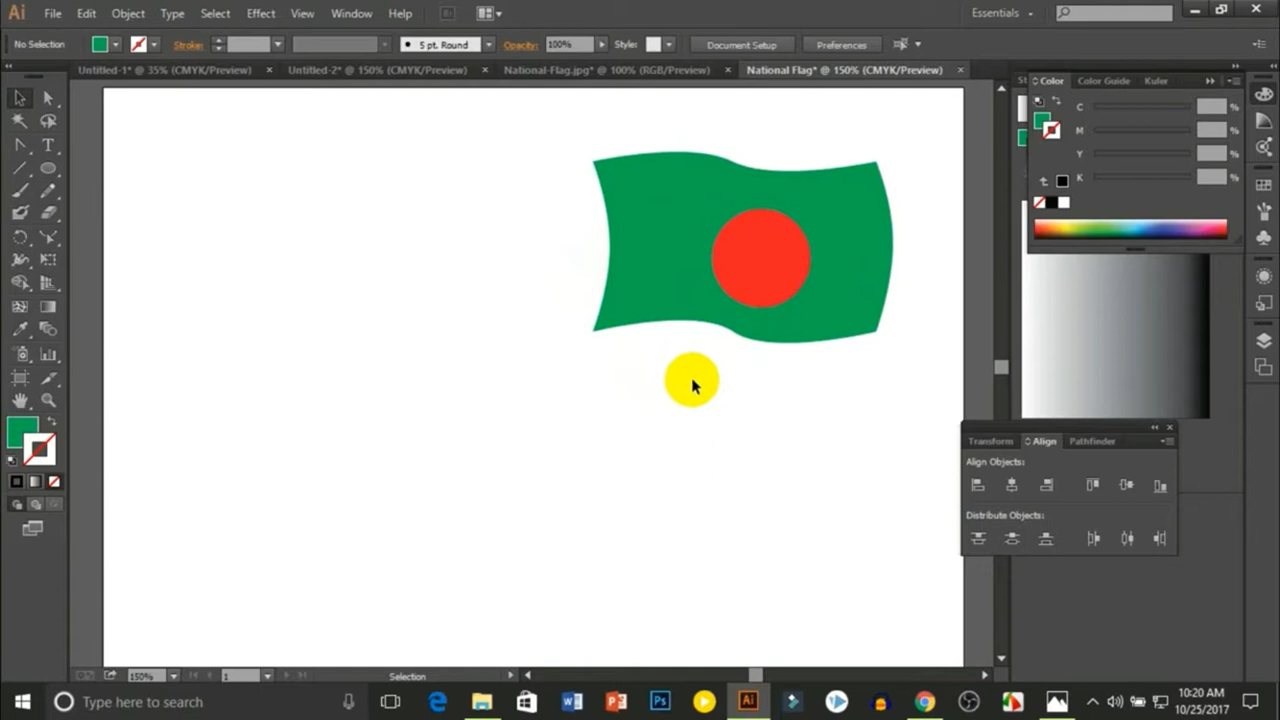 Ai File Edit Object Type Select Effect View Window Help Essentials
No Selection Stroke: 5 pt. Round Opacity: 100% Style: Document Setup Preferences
Untitled-1* @ 35% (CMYK/Preview) × Untitled-2* @ 150% (CMYK/Preview) × National-Flag.jpg* @ 100% (RGB/Preview) × National Flag* @ 150% (CMYK/Preview) ×
Color Color Guide Kuler
C %
M %
Y %
K %
Transform Align Pathfinder
Align Objects:
Distribute Objects:
150% 1 Selection
Type here to search
10:20 AM
10/25/2017